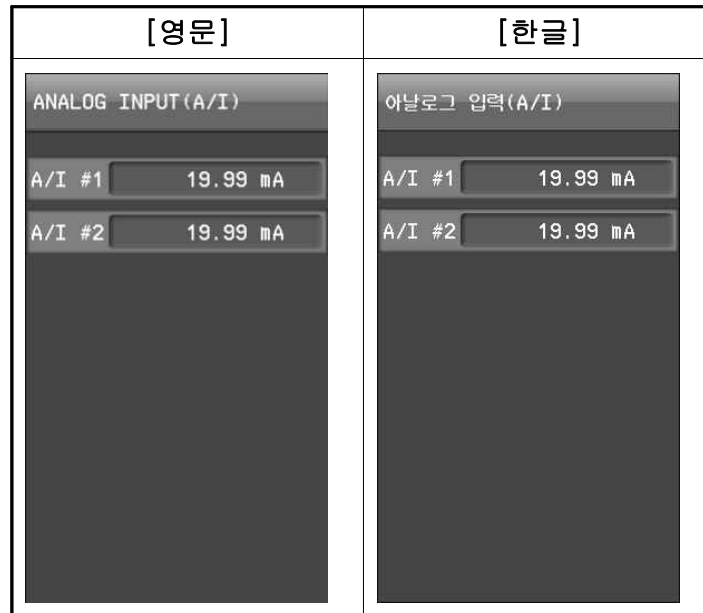 [영문] [한글]
ANALOG INPUT(A/I)
A/I #1 19.99 mA
A/I #2 19.99 mA
아날로그 입력(A/I)
A/I #1 19.99 mA
A/I #2 19.99 mA